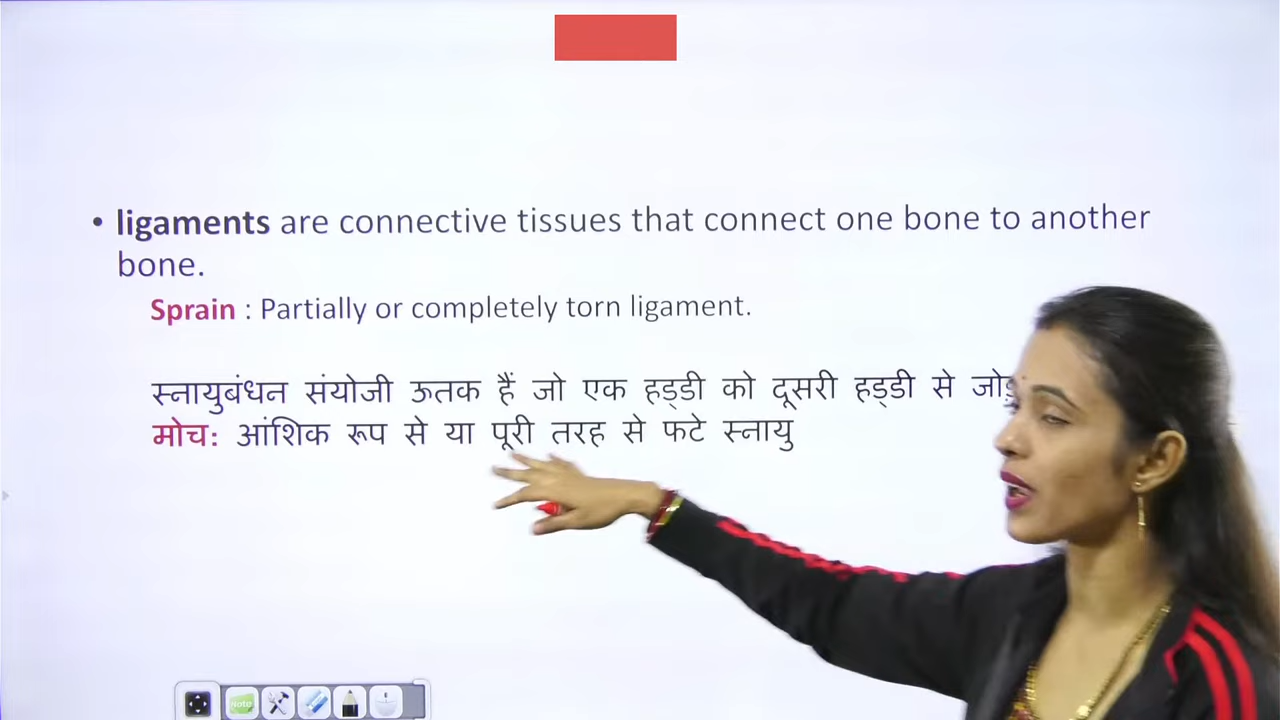 • ligaments are connective tissues that connect one bone to another
bone.
Sprain : Partially or completely torn ligament.
स्नायुबंधन संयोजी ऊतक हैं जो एक हड्डी को दूसरी हड्डी से
मोच: आंशिक रूप से या पूरी तरह से फटे स्नायु
note